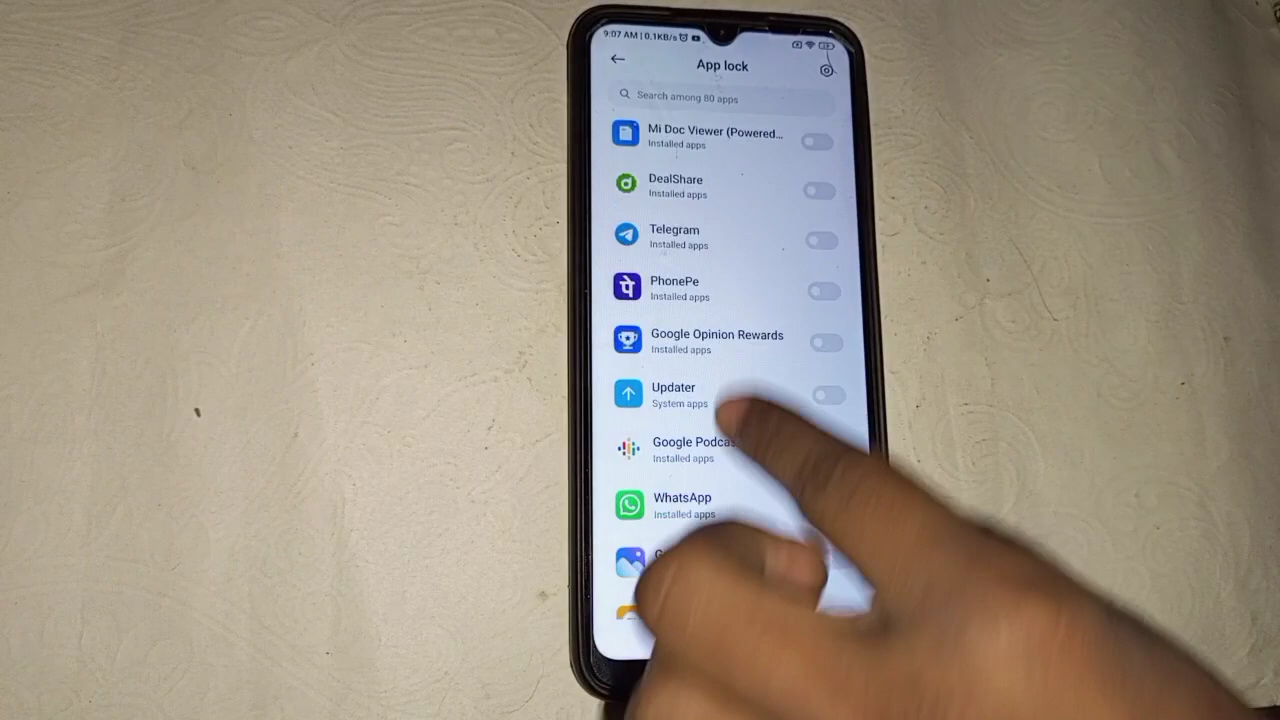 9:07 AM | 0.1KB/s
App lock
Search among 80 apps
Mi Doc Viewer (Powered...
Installed apps
DealShare
Installed apps
Telegram
Installed apps
पे
PhonePe
Installed apps
Google Opinion Rewards
Installed apps
Updater
System apps
Google
Installed apps
WhatsApp
Installed apps